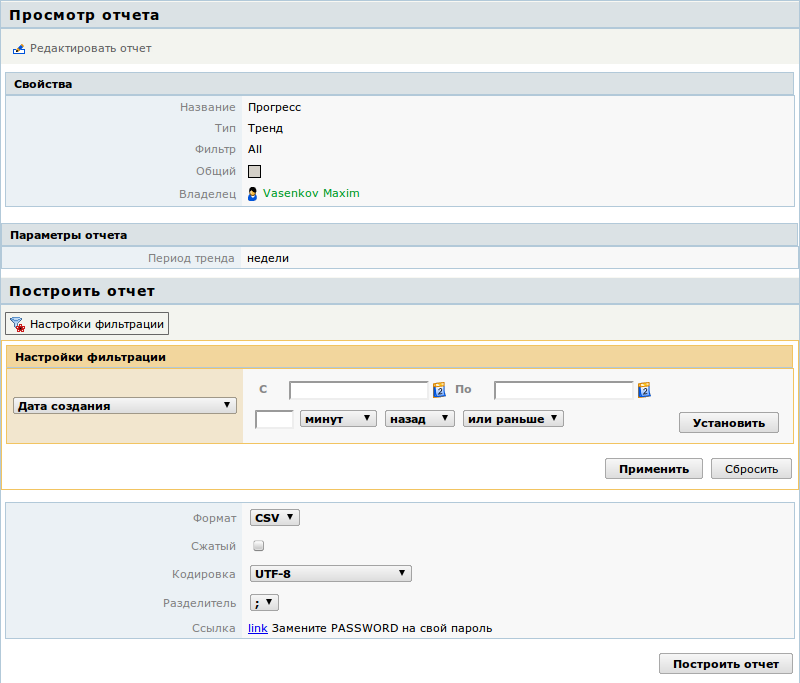 Просмотр отчета
Редактировать отчет
Свойства
Название Прогресс
Тип Тренд
Фильтр All
Общий
Владелец Vasenkov Maxim
Параметры отчета
Период тренда недели
Построить отчет
Настройки фильтрации
Настройки фильтрации
С 2 По 2
Дата создания
минут назад или раньше
Установить
Применить Сбросить
Формат CSV
Сжатый
Кодировка UTF-8
Разделитель ;
Ссылка link Замените PASSWORD на свой пароль
Построить отчет